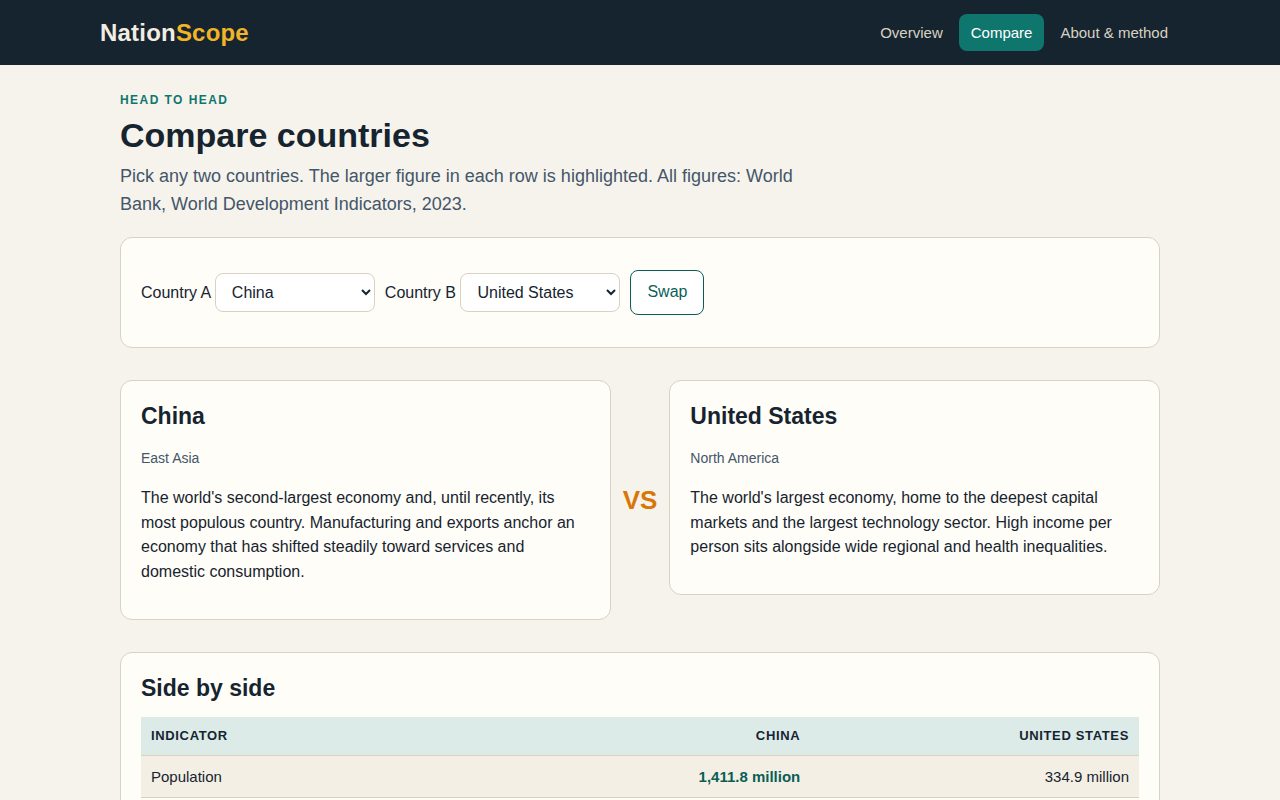 NationScope
Overview Compare About & method
HEAD TO HEAD
Compare countries
Pick any two countries. The larger figure in each row is highlighted. All figures: World
Bank, World Development Indicators, 2023.
Country A China Country B United States Swap
China
East Asia
The world's second-largest economy and, until recently, its
most populous country. Manufacturing and exports anchor an
economy that has shifted steadily toward services and
domestic consumption.
VS
United States
North America
The world's largest economy, home to the deepest capital
markets and the largest technology sector. High income per
person sits alongside wide regional and health inequalities.
Side by side
INDICATOR CHINA UNITED STATES
Population 1,411.8 million 334.9 million